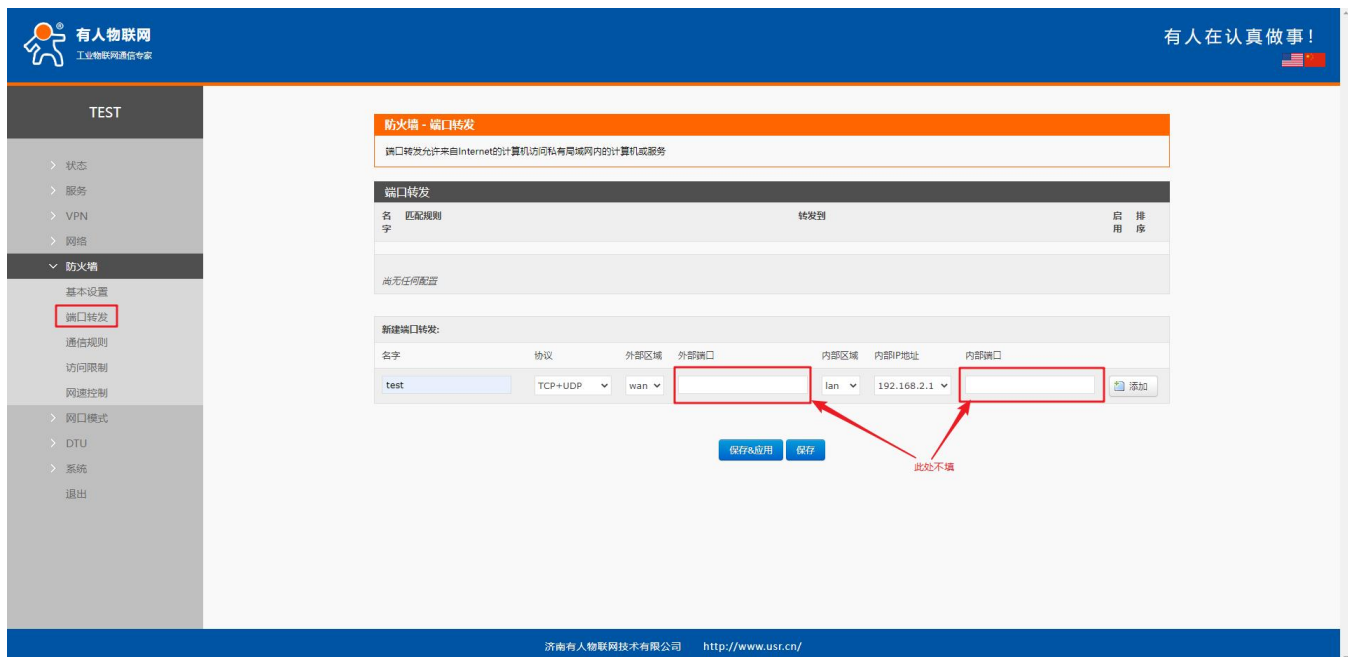 有人物联网
工业物联网通信专家
有人在认真做事！
TEST
状态
服务
VPN
网络
防火墙
基本设置
端口转发
通信规则
访问限制
网速控制
网口模式
DTU
系统
退出
防火墙 - 端口转发
端口转发允许来自Internet的计算机访问私有局域网内的计算机或服务
端口转发
名字 匹配规则 转发到 启用 排序
尚无任何配置
新建端口转发:
名字 协议 外部区域 外部端口 内部区域 内部IP地址 内部端口
test TCP+UDP wan lan 192.168.2.1 添加
保存&应用 保存
此处不填
济南有人物联网技术有限公司 http://www.usr.cn/